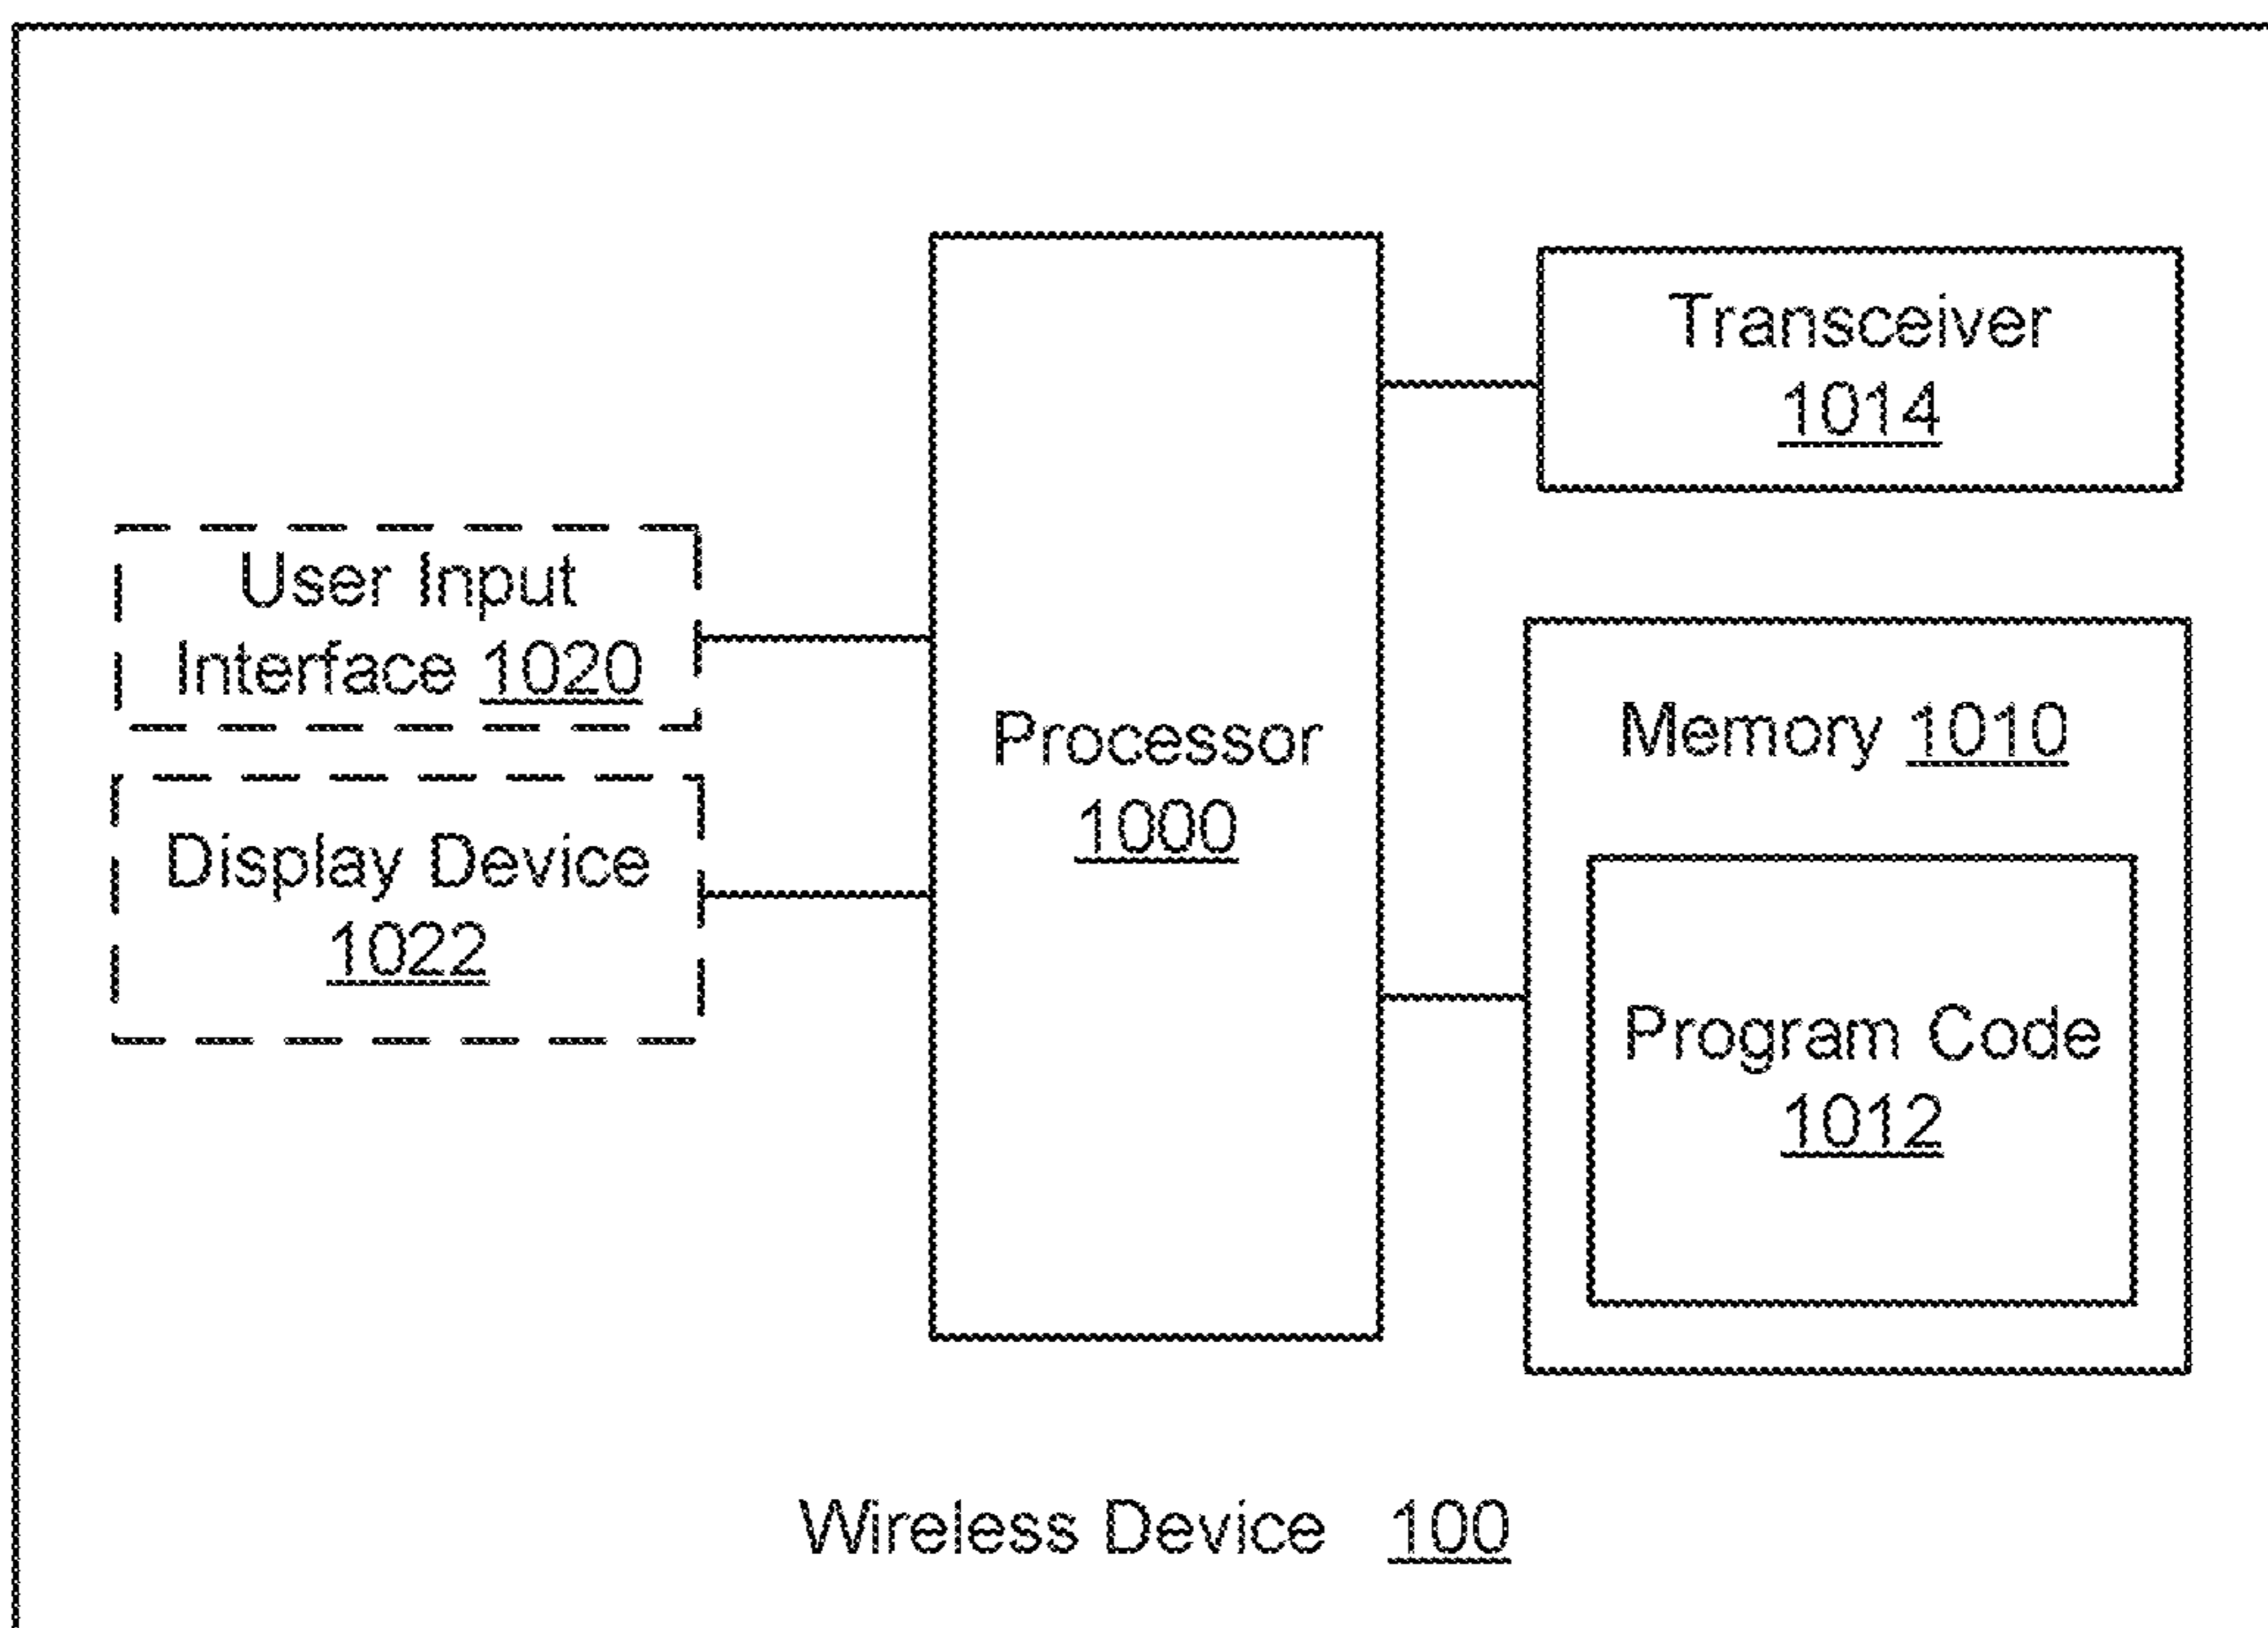 Transceiver
1014
User Input
Interface 1020
Processor
1000
Memory 1010
Display Device
1022
Program Code
1012
Wireless Device 100